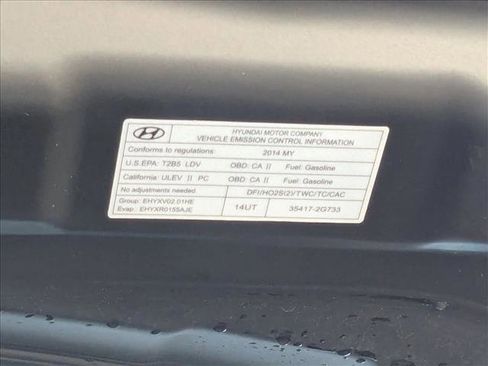 HYUNDAI MOTOR COMPANY
VEHICLE EMISSION CONTROL INFORMATION
Conforms to regulations: 2014 MY
U.S.EPA: T2B5 LDV OBD: CA II Fuel: Gasoline
California: ULEV II PC OBD: CA II Fuel: Gasoline
No adjustments needed. DFI/HO2S(2)/TWC/TC/CAC
Group: EHYXV02.01HE
Evap: EHYXR0155AJE
14UT 35417-2G733